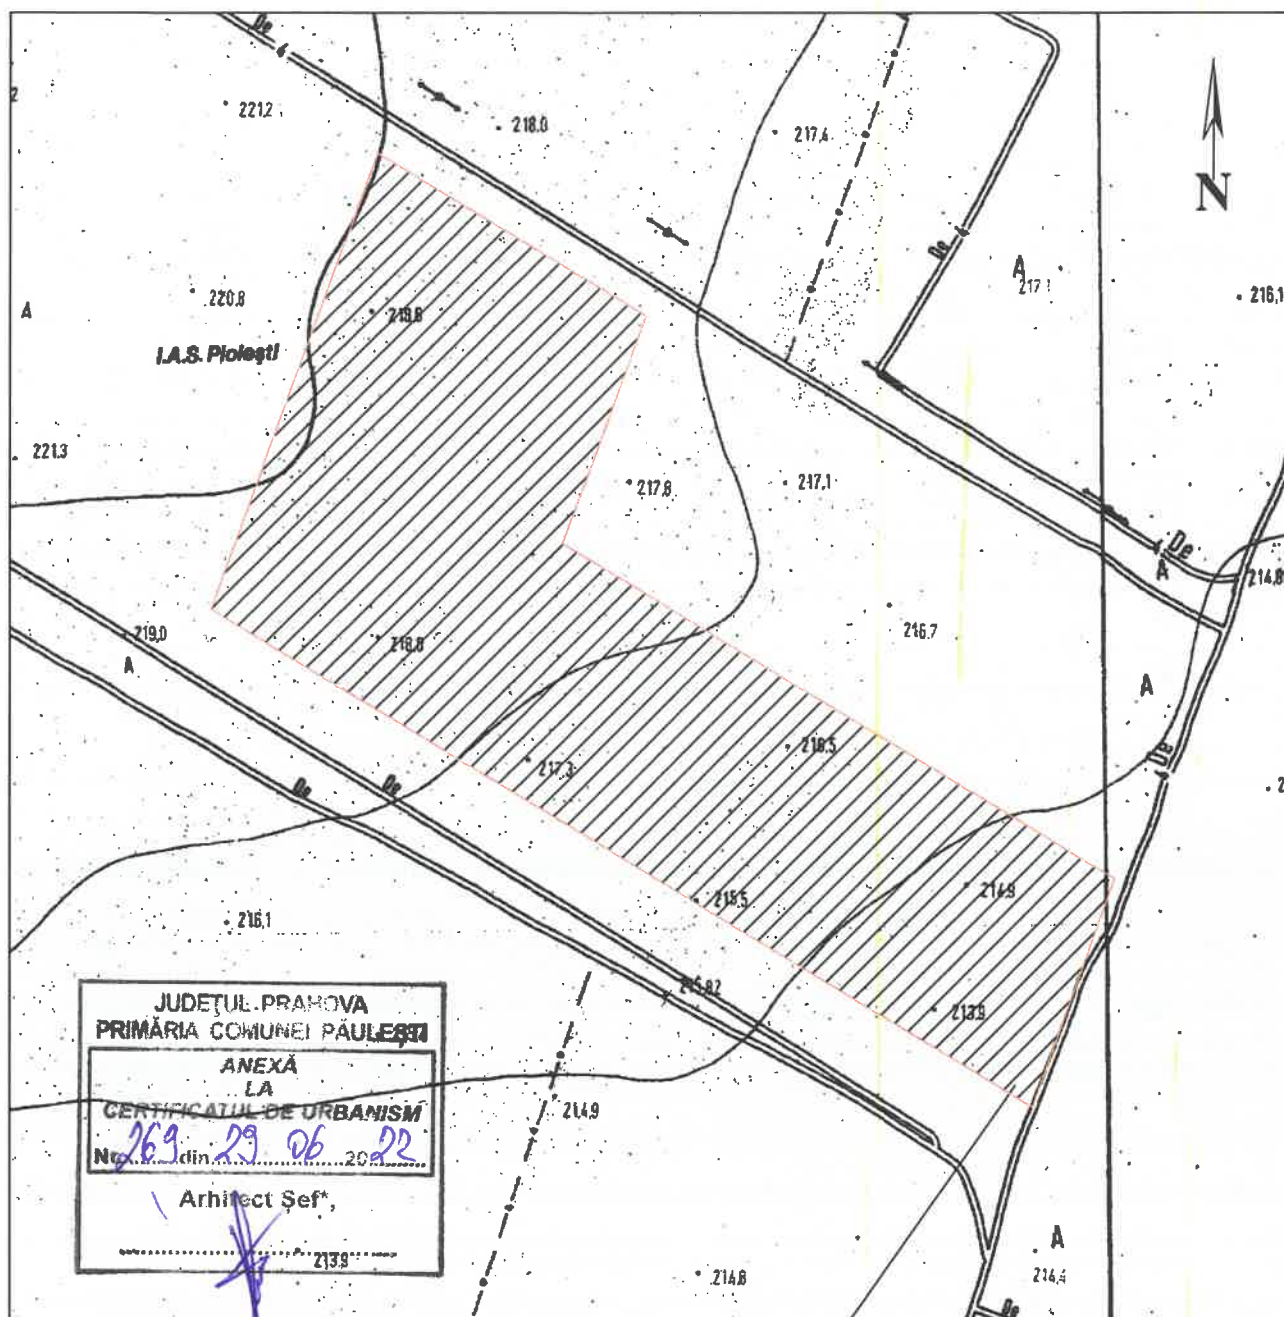 De
2
221,2
218.0
217,4
N
De
A
217.1
216,1
220.8
A
219,8
I.A.S. Ploiești
221.3
217,8
217,1
De
A
214,8
219,0
A
218,8
216.7
A
De
216.5
217,3
De
De
214,9
215,5
216,1
215,82
213,9
JUDEȚUL PRAHOVA
PRIMĂRIA COMUNEI PĂULEȘTI
ANEXĂ
LA
CERTIFICATUL DE URBANISM
Nr. 269 din 29 06 2022
Arhitect Șef*,
213,9
214,9
214,8
A
214,4
De